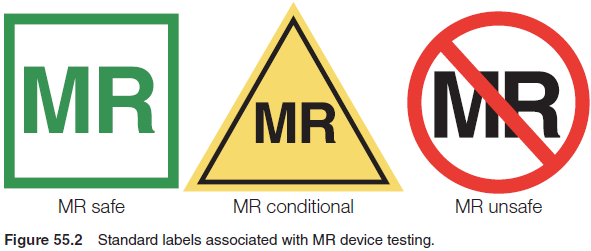 MR MR MR
MR safe MR conditional MR unsafe
Figure 55.2 Standard labels associated with MR device testing.